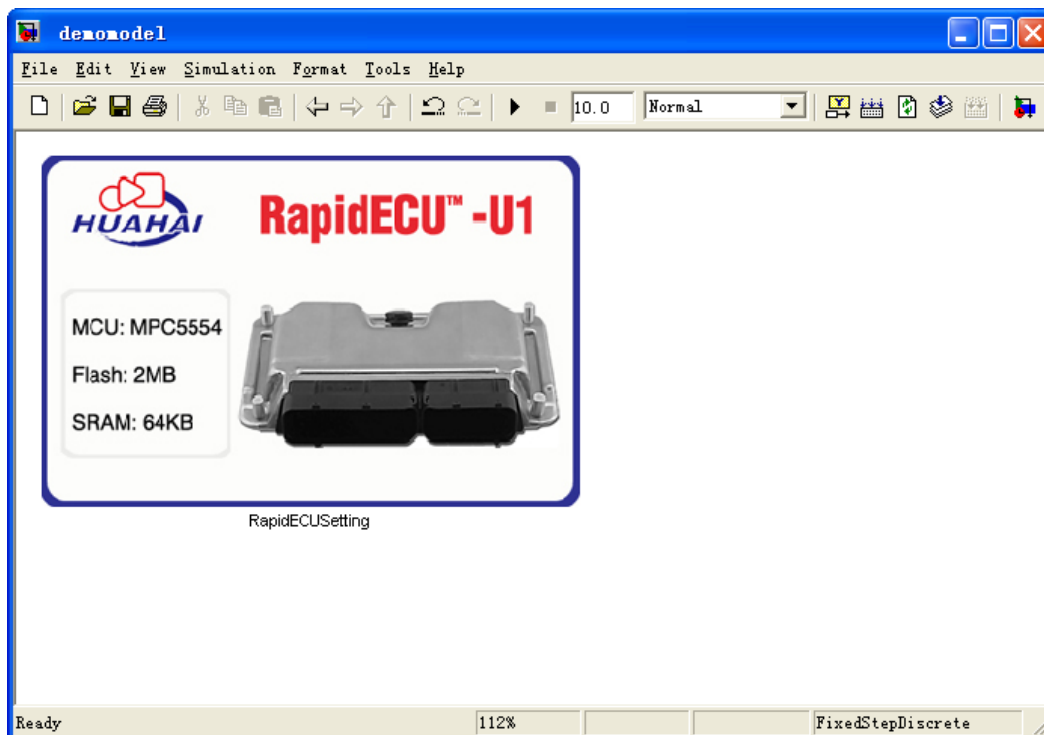 demomodel
File Edit View Simulation Format Tools Help
10.0 Normal
HUAHAI
RapidECU™ -U1
MCU: MPC5554
Flash: 2MB
SRAM: 64KB
RapidECUSetting
Ready 112% FixedStepDiscrete